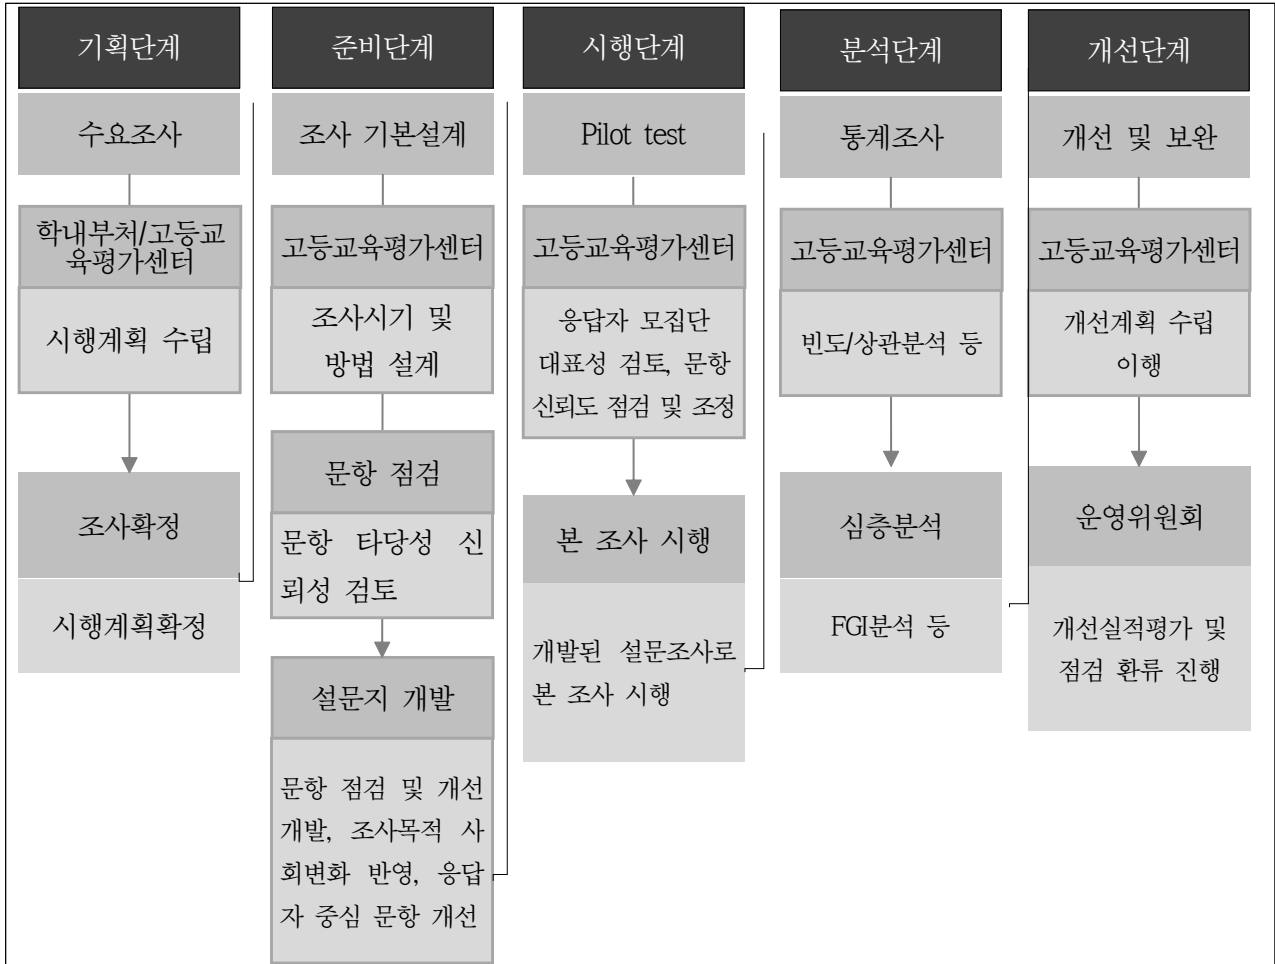 기획단계
수요조사
학내부처/고등교
육평가센터
시행계획 수립
조사확정
시행계획확정
준비단계
조사 기본설계
고등교육평가센터
조사시기 및
방법 설계
문항 점검
문항 타당성 신
뢰성 검토
설문지 개발
문항 점검 및 개선
개발, 조사목적 사
회변화 반영, 응답
자 중심 문항 개선
시행단계
Pilot test
고등교육평가센터
응답자 모집단
대표성 검토, 문항
신뢰도 점검 및 조정
본 조사 시행
개발된 설문조사로
본 조사 시행
분석단계
통계조사
고등교육평가센터
빈도/상관분석 등
심층분석
FGI분석 등
개선단계
개선 및 보완
고등교육평가센터
개선계획 수립
이행
운영위원회
개선실적평가 및
점검 환류 진행